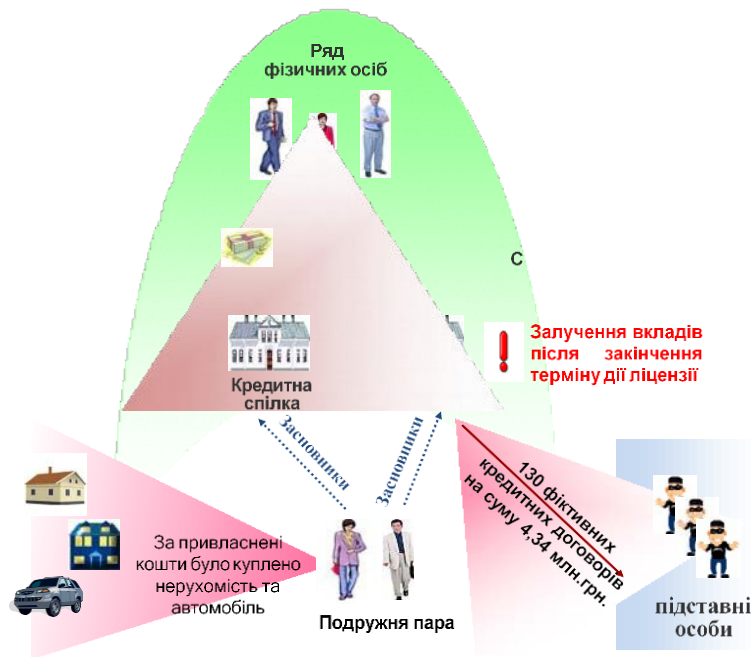 Ряд
фізичних осіб
С
Залучення вкладів
після закінчення
терміну дії ліцензії
Кредитна
спілка
Засновники
Засновники
130 фіктивних
кредитних договорів
на суму 4,34 млн.грн.
За привласнені
кошти було куплено
нерухомість та
автомобіль
Подружня пара
підставні
особи